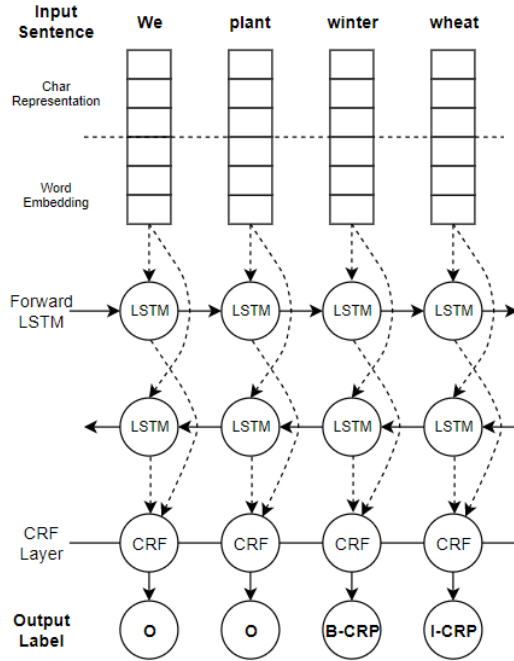 Input
Sentence
We plant winter wheat
Char
Representation
Word
Embedding
Forward
LSTM
LSTM LSTM LSTM LSTM
LSTM LSTM LSTM LSTM
CRF
Layer
CRF CRF CRF CRF
Output
Label
O O B-CRP I-CRP